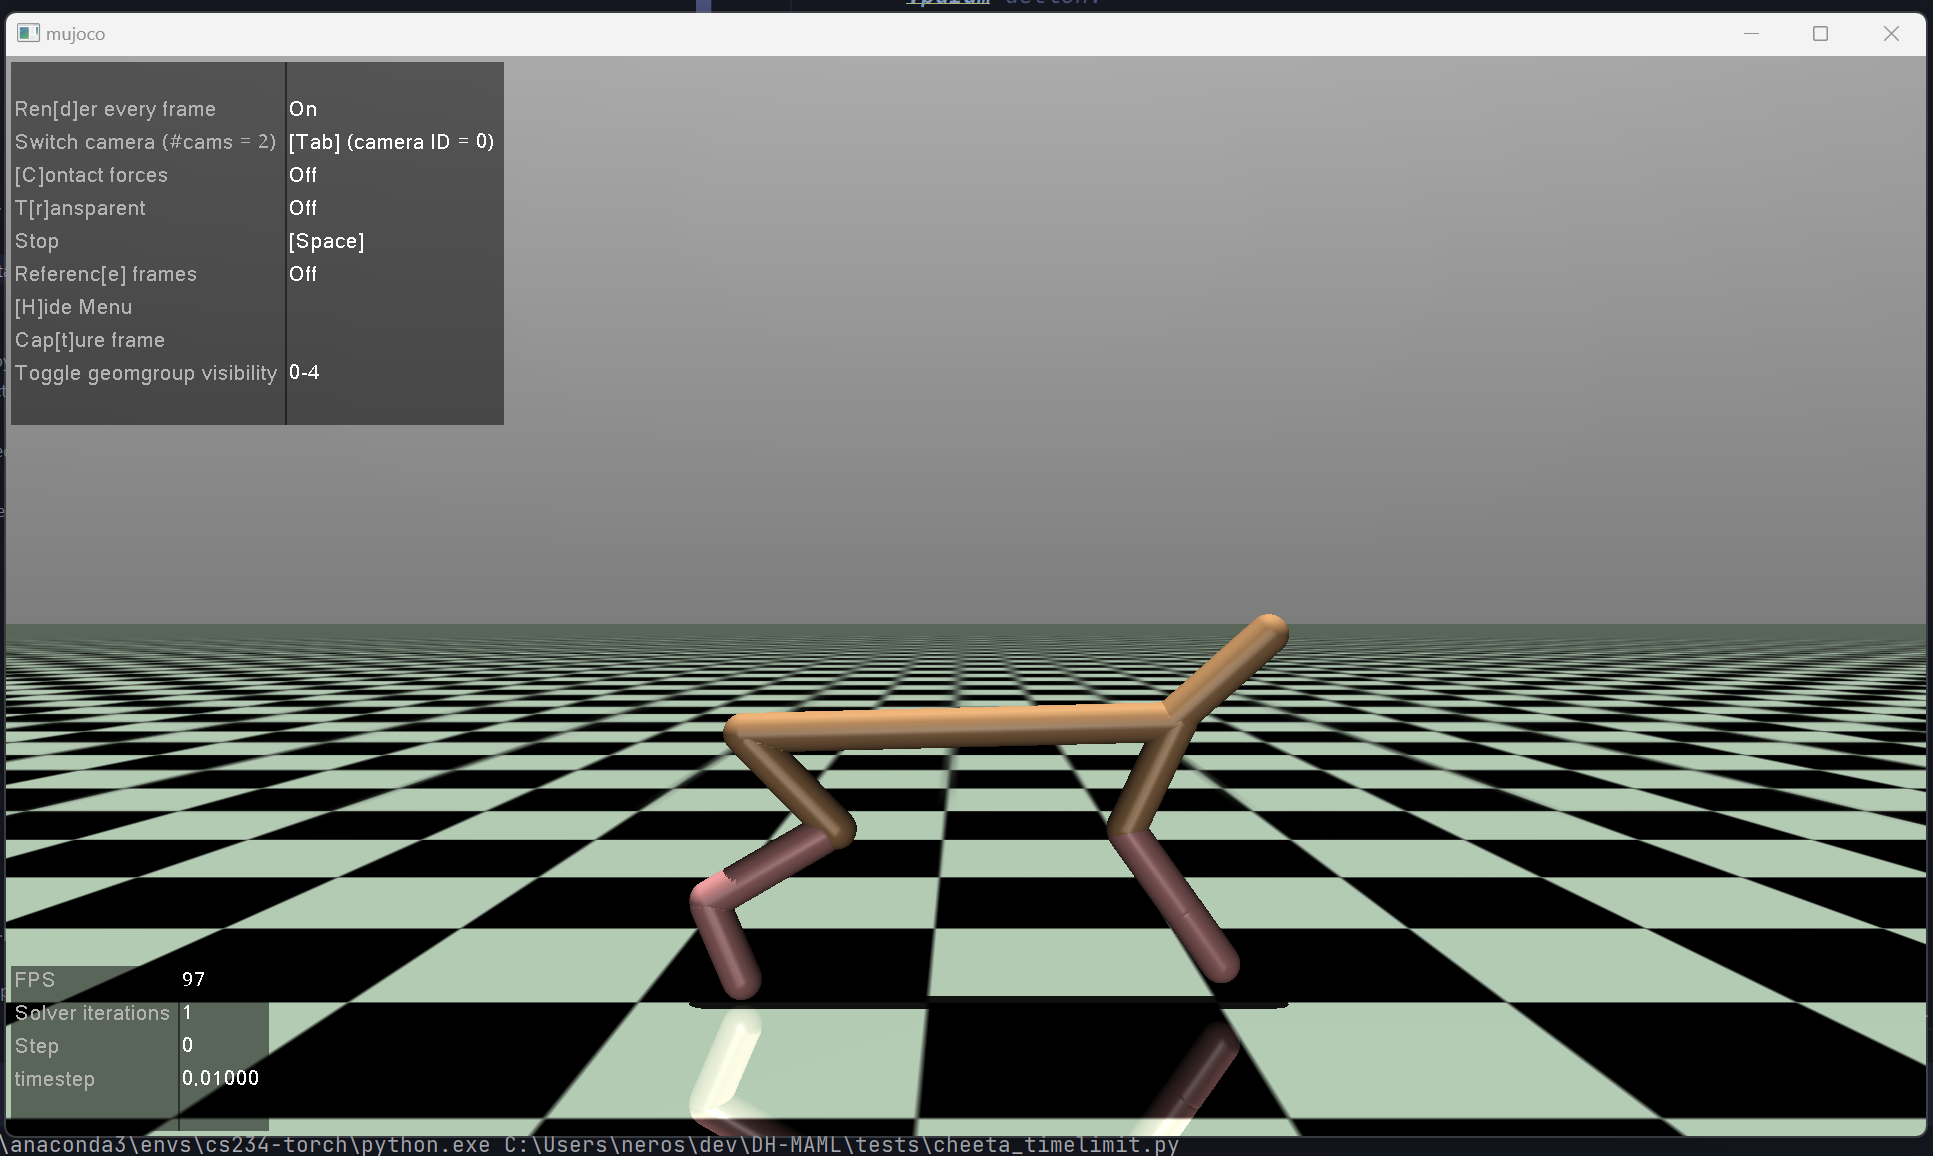 mujoco
Ren[d]er every frame On
Switch camera (#cams = 2) [Tab] (camera ID = 0)
[C]ontact forces Off
T[r]ansparent Off
Stop [Space]
Referenc[e] frames Off
[H]ide Menu
Cap[t]ure frame
Toggle geomgroup visibility 0-4
FPS 97
Solver iterations 1
Step 0
timestep 0.01000
\anaconda3\envs\cs234-torch\python.exe C:\Users\neros\dev\DH-MAML\tests\cheeta_timelimit.py